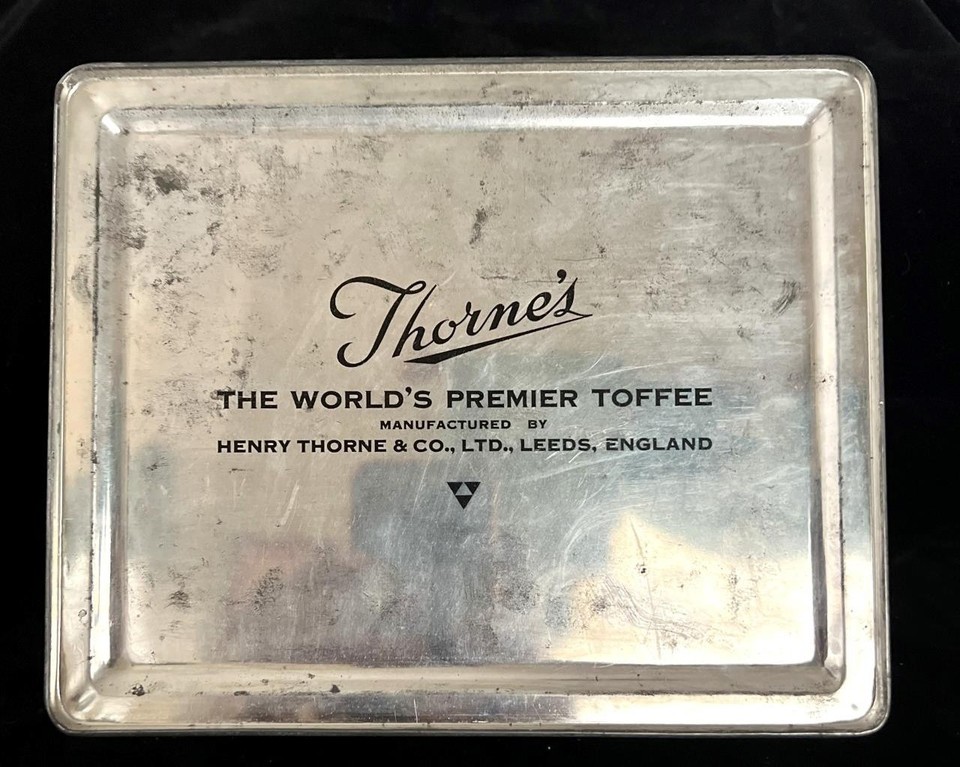 Thorne's
THE WORLD'S PREMIER TOFFEE
MANUFACTURED BY
HENRY THORNE & CO., LTD., LEEDS, ENGLAND